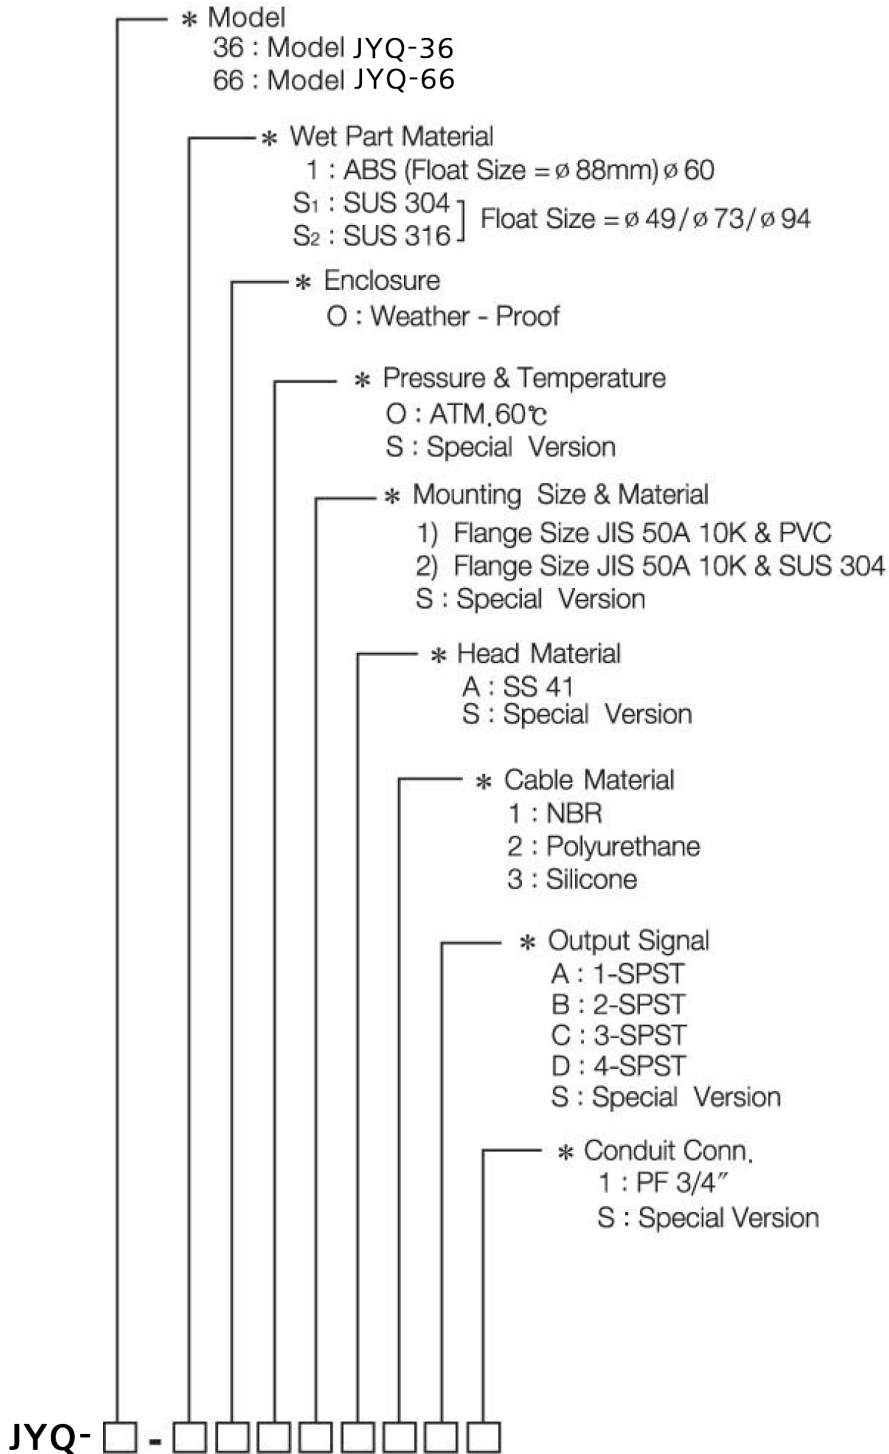 * Model
36 : Model JYQ-36
66 : Model JYQ-66
* Wet Part Material
1 : ABS (Float Size = ø 88mm) ø 60
S1 : SUS 304
S2 : SUS 316
Float Size = ø 49/ø 73/ø 94
* Enclosure
O : Weather - Proof
* Pressure & Temperature
O : ATM, 60℃
S : Special Version
* Mounting Size & Material
1) Flange Size JIS 50A 10K & PVC
2) Flange Size JIS 50A 10K & SUS 304
S : Special Version
* Head Material
A : SS 41
S : Special Version
* Cable Material
1 : NBR
2 : Polyurethane
3 : Silicone
* Output Signal
A : 1-SPST
B : 2-SPST
C : 3-SPST
D : 4-SPST
S : Special Version
* Conduit Conn.
1 : PF 3/4″
S : Special Version
JYQ-□-□□□□□□□□